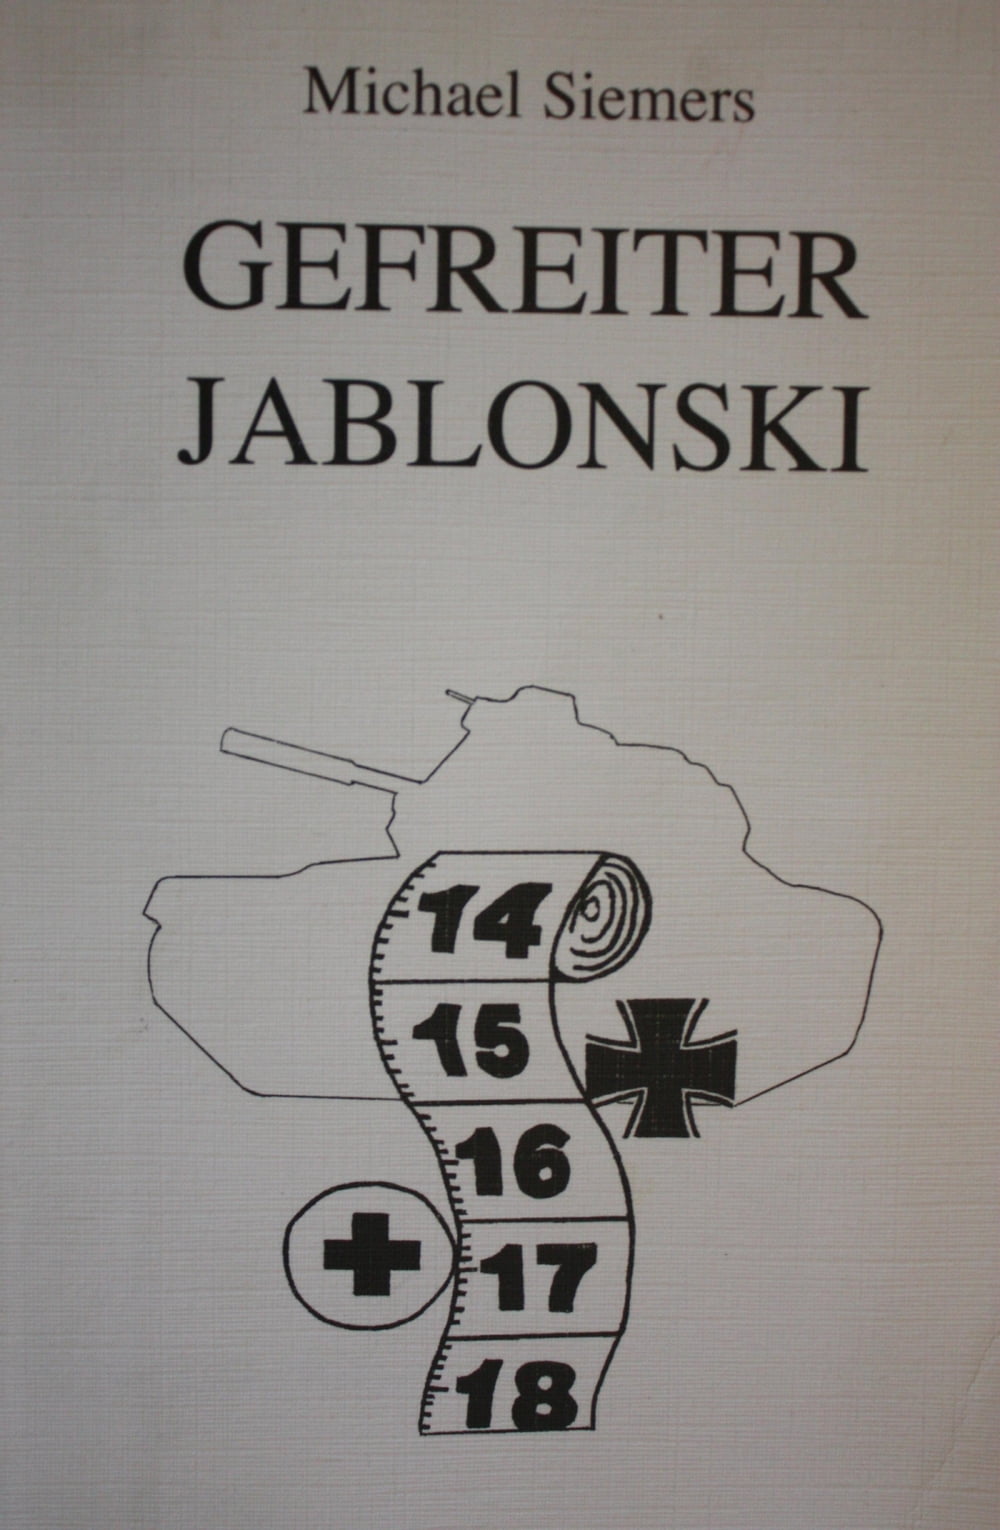 Michael Siemers
GEFREITER
JABLONSKI
14
15
16
17
18